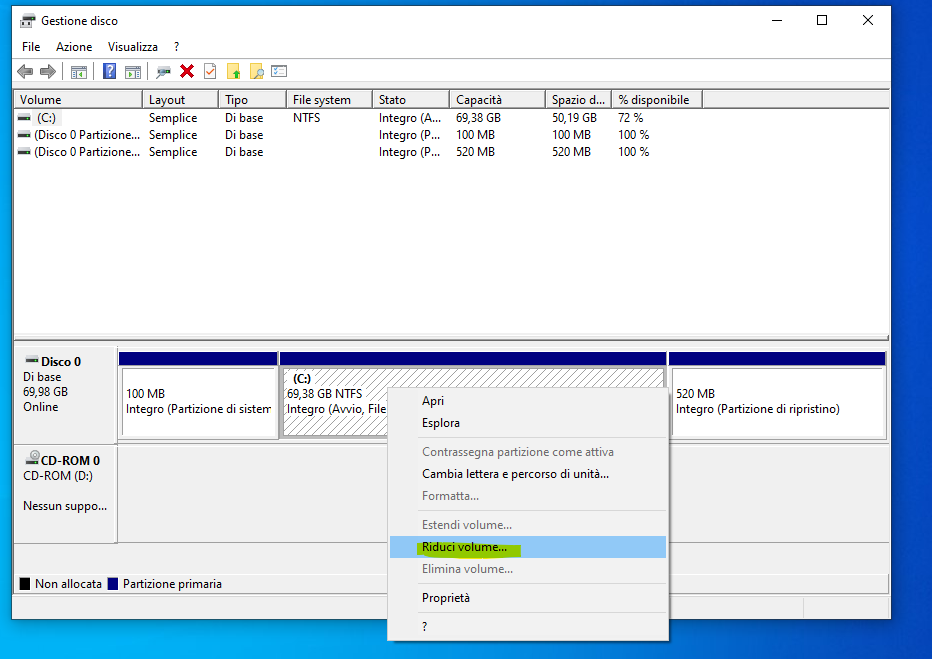 Gestione disco
File Azione Visualizza ?
Volume Layout Tipo File system Stato Capacità Spazio d... % disponibile
(C:) Semplice Di base NTFS Integro (A... 69,38 GB 50,19 GB 72 %
(Disco 0 Partizione... Semplice Di base Integro (P... 100 MB 100 MB 100 %
(Disco 0 Partizione... Semplice Di base Integro (P... 520 MB 520 MB 100 %
Disco 0
Di base
69,98 GB
Online
100 MB
Integro (Partizione di sistem
(C:)
69,38 GB NTFS
Integro (Avvio, File
520 MB
Integro (Partizione di ripristino)
Apri
Esplora
Contrassegna partizione come attiva
Cambia lettera e percorso di unità...
Formatta...
Estendi volume...
Riduci volume...
Elimina volume...
Proprietà
?
CD-ROM 0
CD-ROM (D:)
Nessun suppo...
Non allocata Partizione primaria